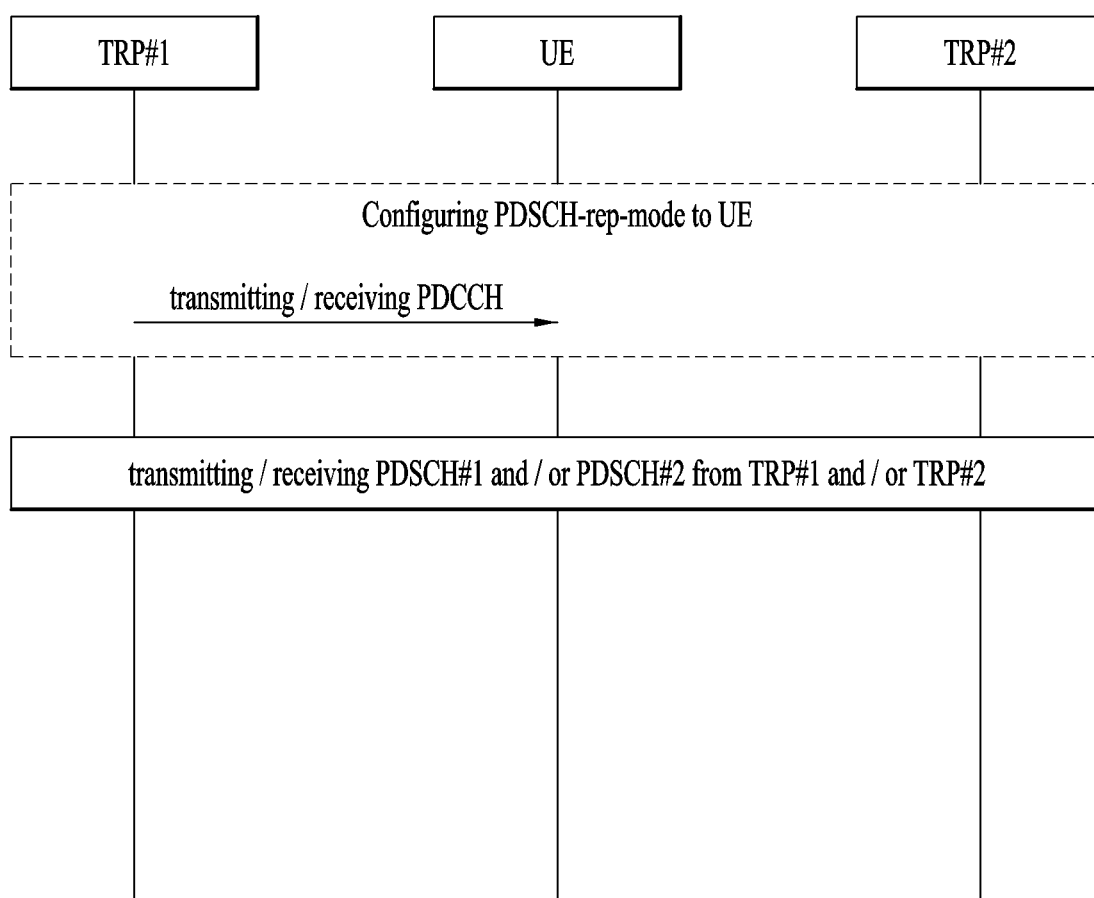 TRP#1
UE
TRP#2
Configuring PDSCH-rep-mode to UE
transmitting / receiving PDCCH
transmitting / receiving PDSCH#1 and / or PDSCH#2 from TRP#1 and / or TRP#2